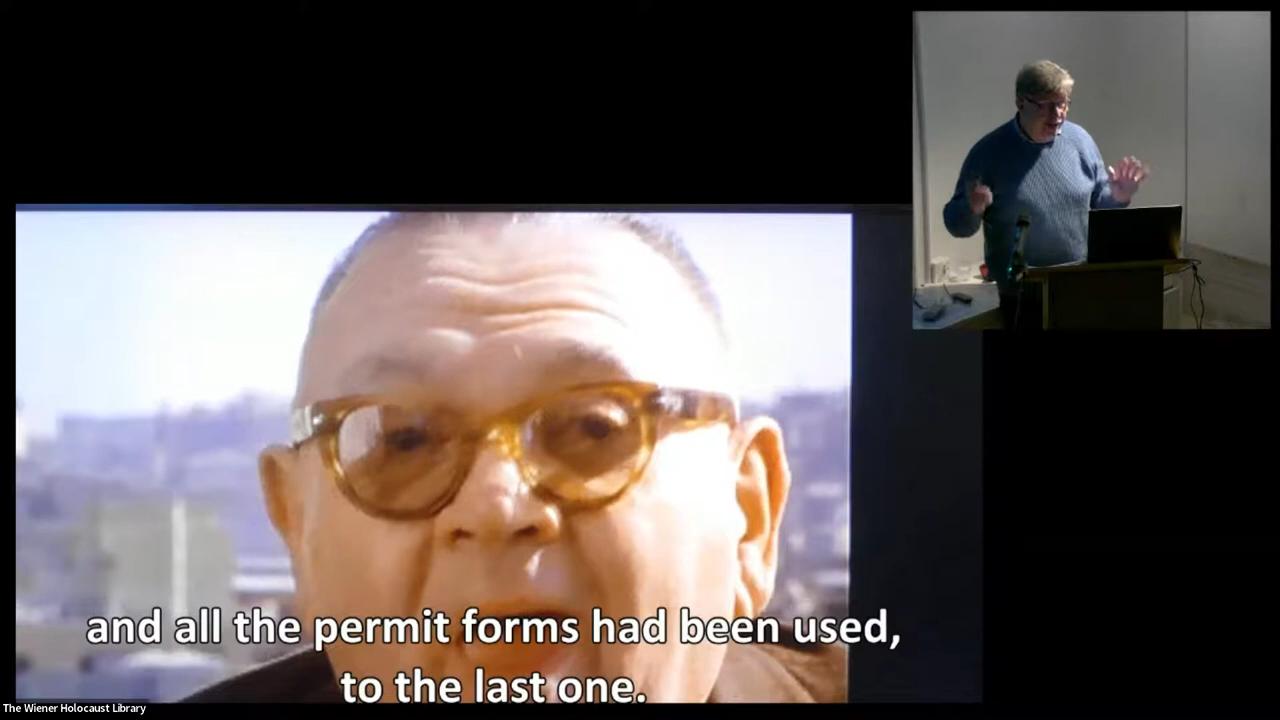 and all the permit forms had been used,
to the last one.
The Wiener Holocaust Library